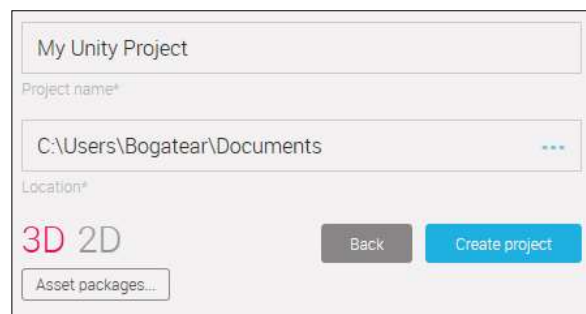 My Unity Project
Project name*
C:\Users\Bogatear\Documents
...
Location*
3D 2D
Back
Create project
Asset packages...